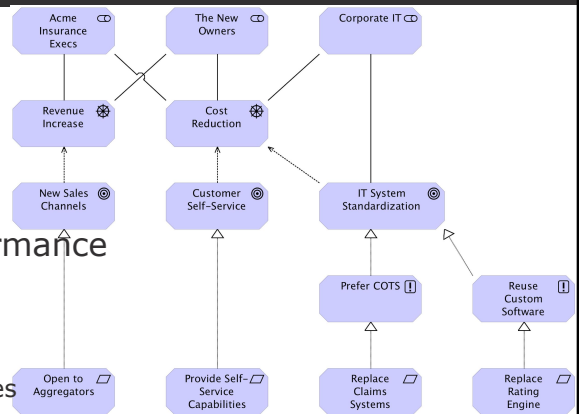 Acme
Insurance
Execs
The New
Owners
Corporate IT
Revenue
Increase
Cost
Reduction
New Sales
Channels
Customer
Self-Service
IT System
Standardization
rmance
Prefer COTS
Reuse
Custom
Software
es
Open to
Aggregators
Provide Self-
Service
Capabilities
Replace
Claims
Systems
Replace
Rating
Engine